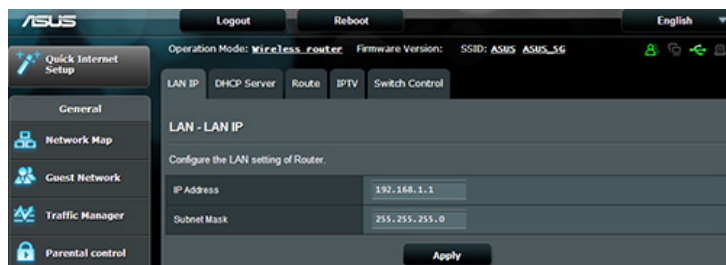 ASUS Logout Reboot English
Quick Internet Setup
Operation Mode: Wireless router Firmware Version: SSID: ASUS ASUS_5G
LAN IP DHCP Server Route IPTV Switch Control
General
LAN - LAN IP
Network Map
Configure the LAN setting of Router.
Guest Network
IP Address 192.168.1.1
Traffic Manager
Subnet Mask 255.255.255.0
Parental control
Apply